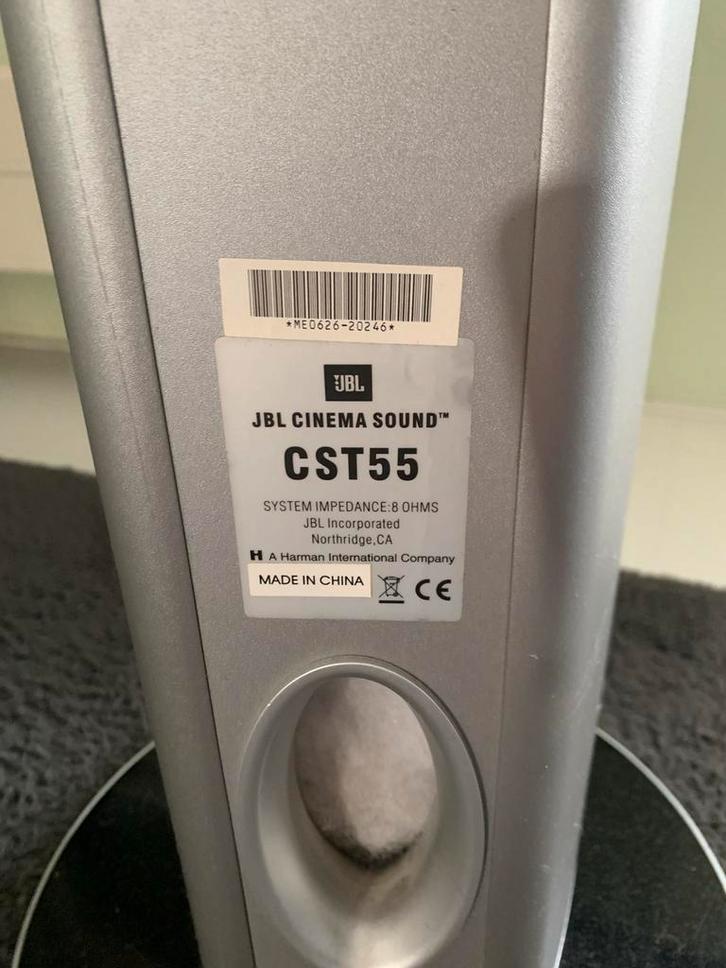 *ME0626-20246*
JBL
JBL CINEMA SOUND™
CST55
SYSTEM IMPEDANCE:8 OHMS
JBL Incorporated
Northridge,CA
H A Harman International Company
MADE IN CHINA CE